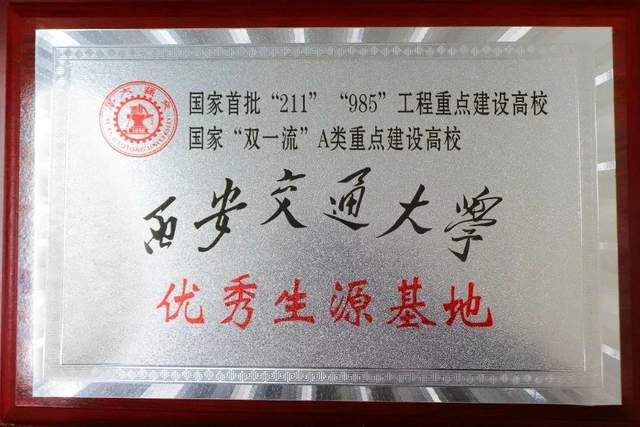 国家首批“211” “985”工程重点建设高校
国家“双一流”A类重点建设高校
西安交通大学
优秀生源基地